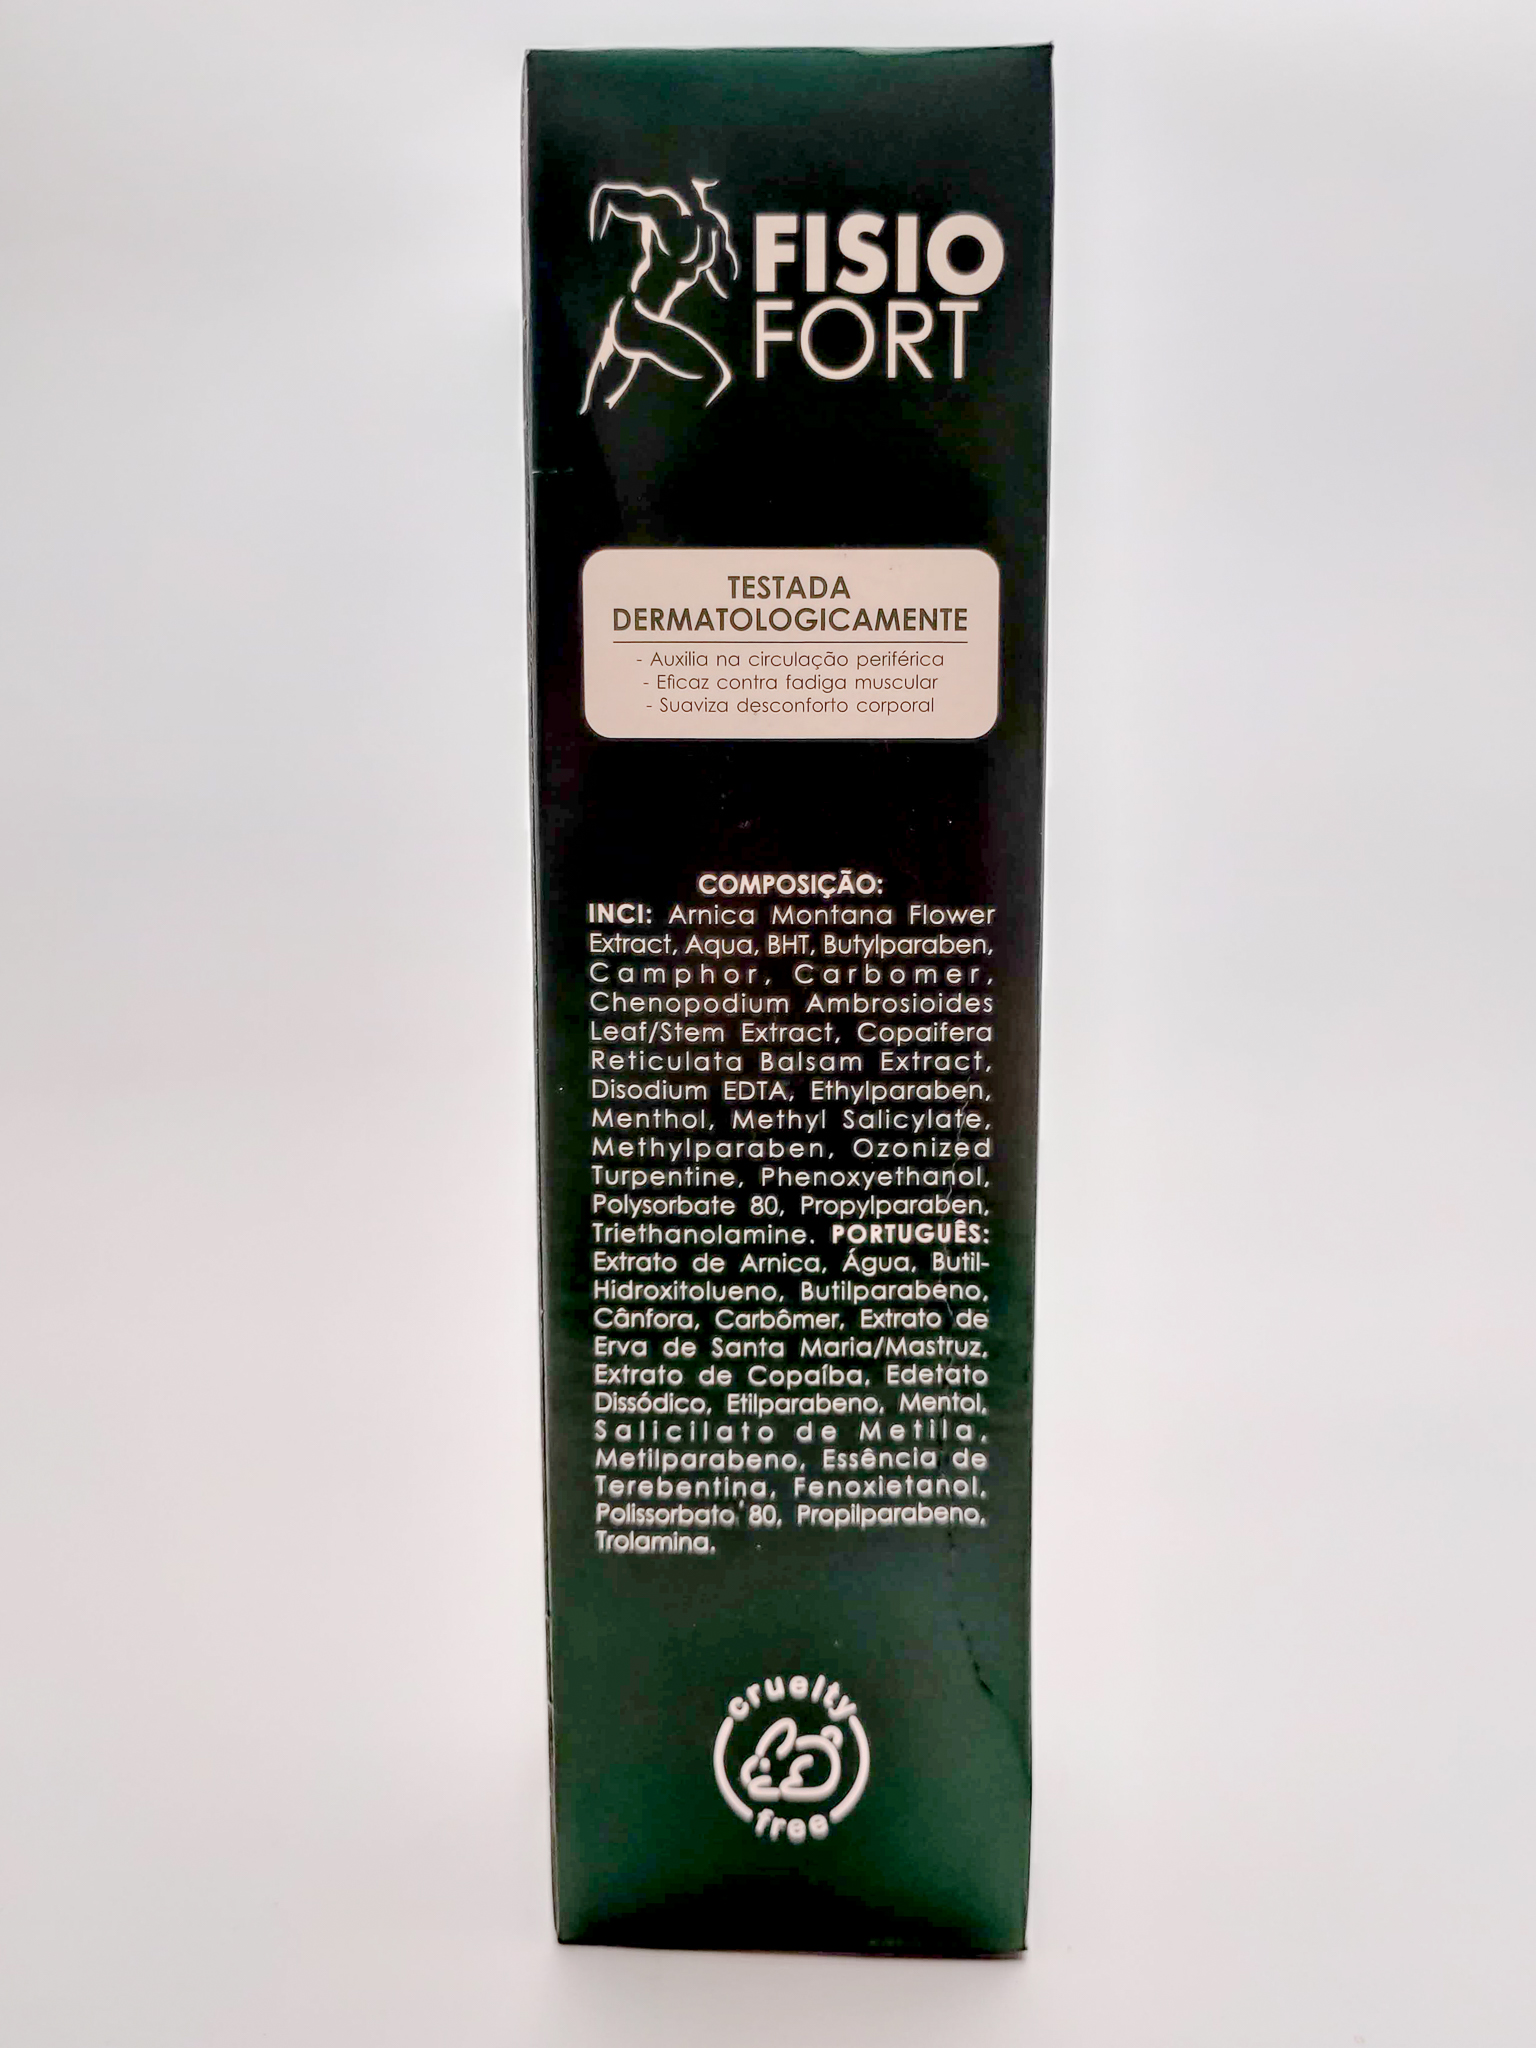 FISIO
FORT
TESTADA
DERMATOLOGICAMENTE
- Auxilia na circulação periférica
- Eficaz contra fadiga muscular
- Suaviza desconforto corporal
COMPOSIÇÃO:
INCI: Arnica Montana Flower
Extract, Aqua, BHT, Butylparaben,
Camphor, Carbomer,
Chenopodium Ambrosioides
Leaf/Stem Extract, Copaifera
Reticulata Balsam Extract,
Disodium EDTA, Ethylparaben,
Menthol, Methyl Salicylate,
Methylparaben, Ozonized
Turpentine, Phenoxyethanol,
Polysorbate 80, Propylparaben,
Triethanolamine. PORTUGUÊS:
Extrato de Arnica, Água, Butil-
Hidroxitolueno, Butilparabeno,
Cânfora, Carbômer, Extrato de
Erva de Santa Maria/Mastruz,
Extrato de Copaíba, Edetato
Dissódico, Etilparabeno, Mentol,
Salicilato de Metila,
Metilparabeno, Essência de
Terebentina, Fenoxietanol,
Polissorbato 80, Propilparabeno,
Trolamina.
cruelty
free